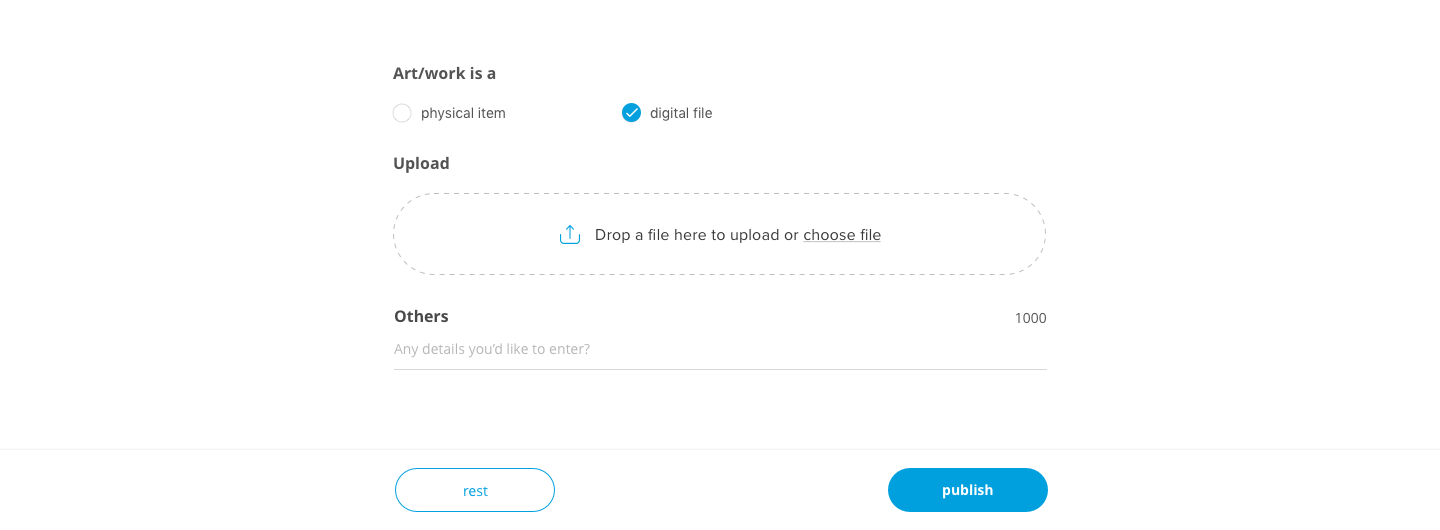 Art/work is a
physical item
digital file
Upload
Drop a file here to upload or choose file
Others
1000
Any details you’d like to enter?
rest
publish